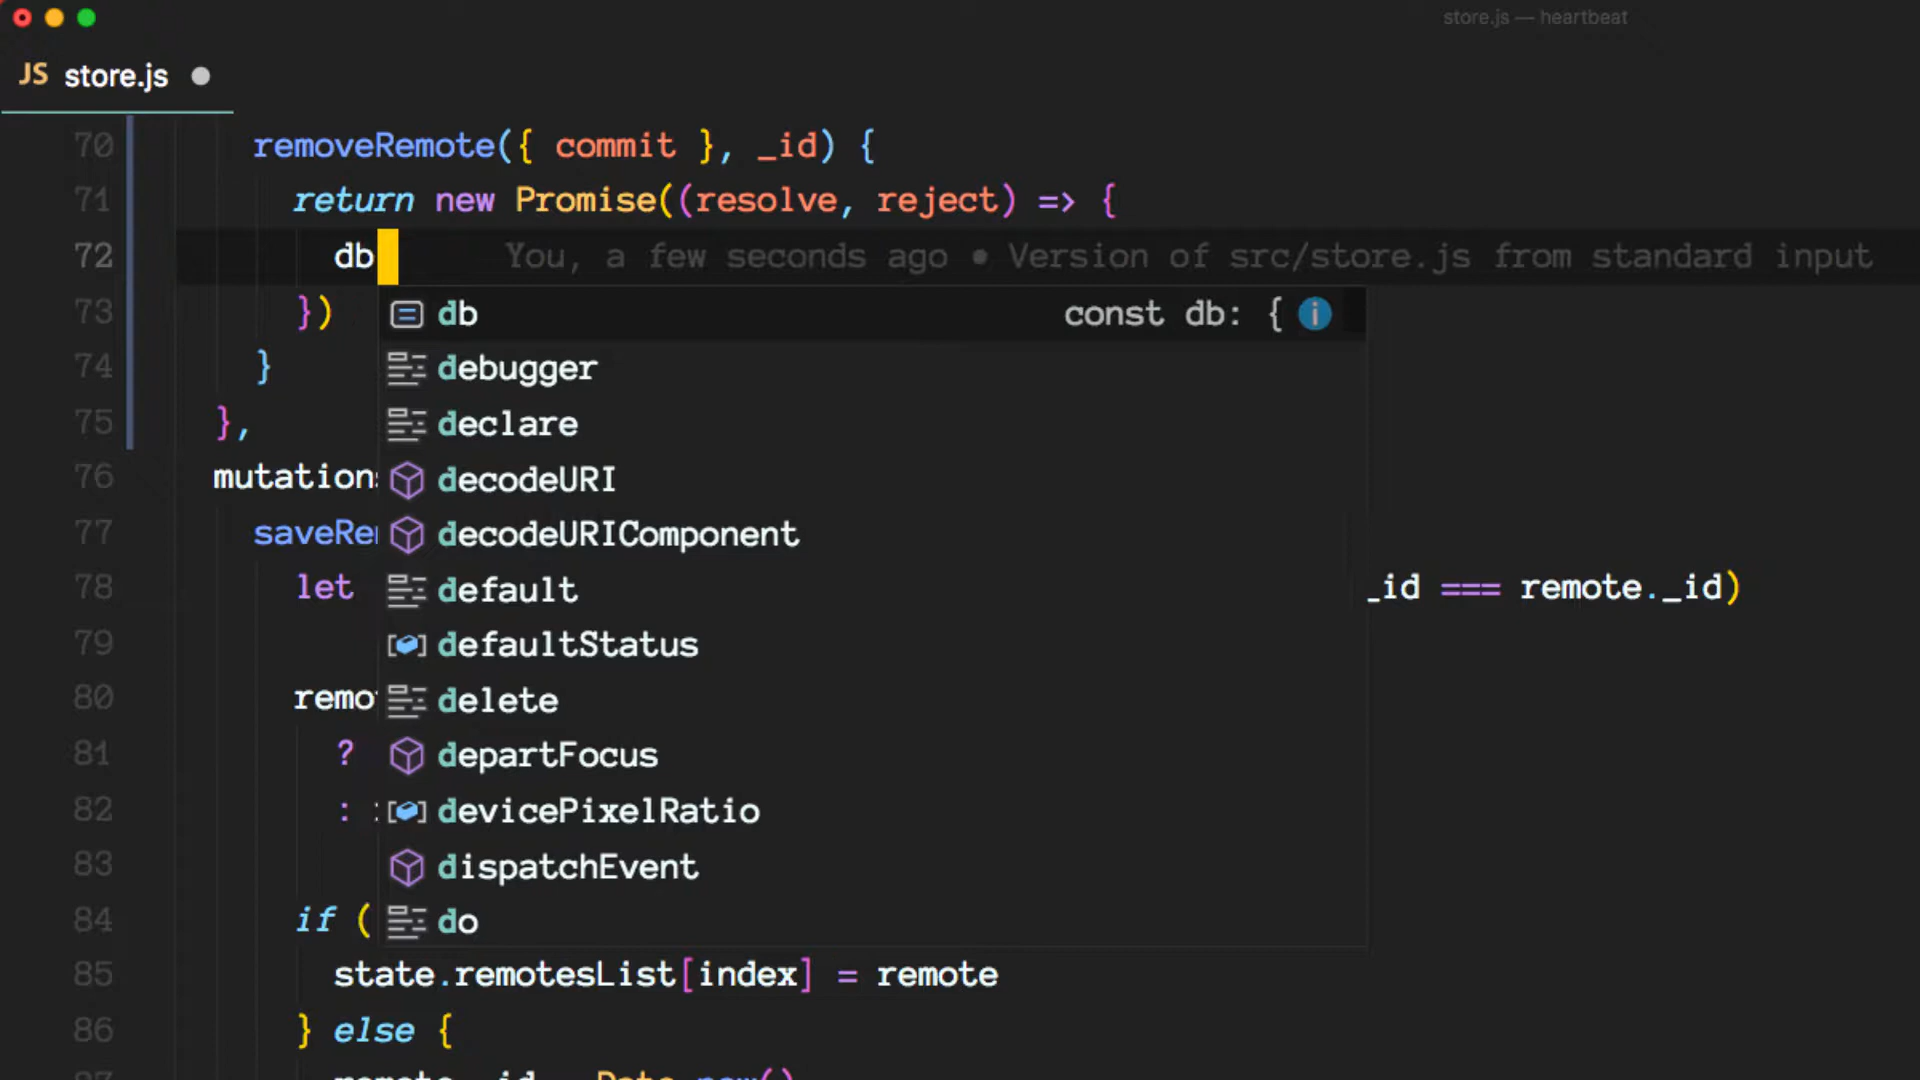 store.js — heartbeat
JS store.js
70 removeRemote({ commit }, _id) {
71 return new Promise((resolve, reject) => {
72 db You, a few seconds ago • Version of src/store.js from standard input
73 })
db const db: {
74 }
debugger
75 },
declare
76 mutations
decodeURI
77 saveRe
decodeURIComponent
78 let _id === remote._id)
default
79
defaultStatus
80 remo
delete
81 ?
departFocus
82 :
devicePixelRatio
83
dispatchEvent
84 if (
do
85 state.remotesList[index] = remote
86 } else {